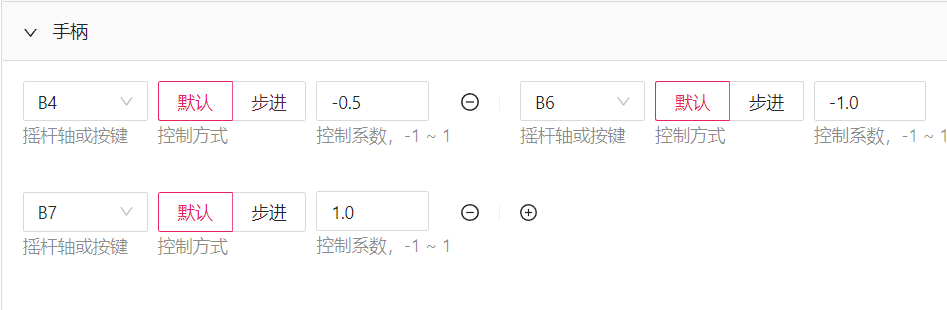 手柄
B4 默认 步进 -0.5 B6 默认 步进 -1.0
摇杆轴或按键 控制方式 控制系数，-1 ~ 1 摇杆轴或按键 控制方式 控制系数，-1 ~ 1
B7 默认 步进 1.0
摇杆轴或按键 控制方式 控制系数，-1 ~ 1